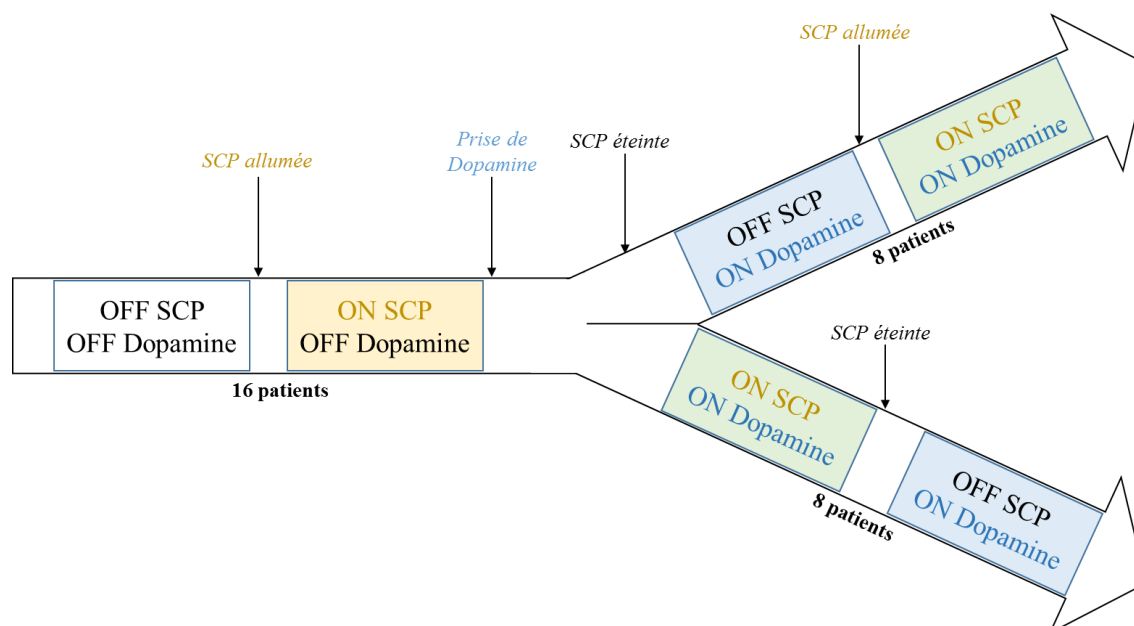 SCP allumée
Prise de
Dopamine
SCP éteinte
SCP allumée
OFF SCP
OFF Dopamine
16 patients
ON SCP
OFF Dopamine
OFF SCP
ON Dopamine
ON SCP
ON Dopamine
8 patients
SCP éteinte
ON SCP
ON Dopamine
OFF SCP
ON Dopamine
8 patients